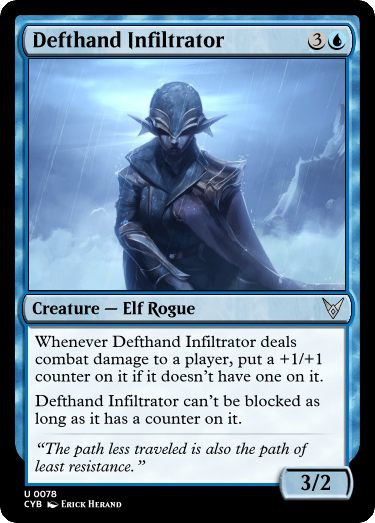 Defthand Infiltrator 3
Creature — Elf Rogue
Whenever Defthand Infiltrator deals
combat damage to a player, put a +1/+1
counter on it if it doesn't have one on it.
Defthand Infiltrator can't be blocked as
long as it has a counter on it.
“The path less traveled is also the path of
least resistance.”
3/2
U 0078
CYB Erick Herand